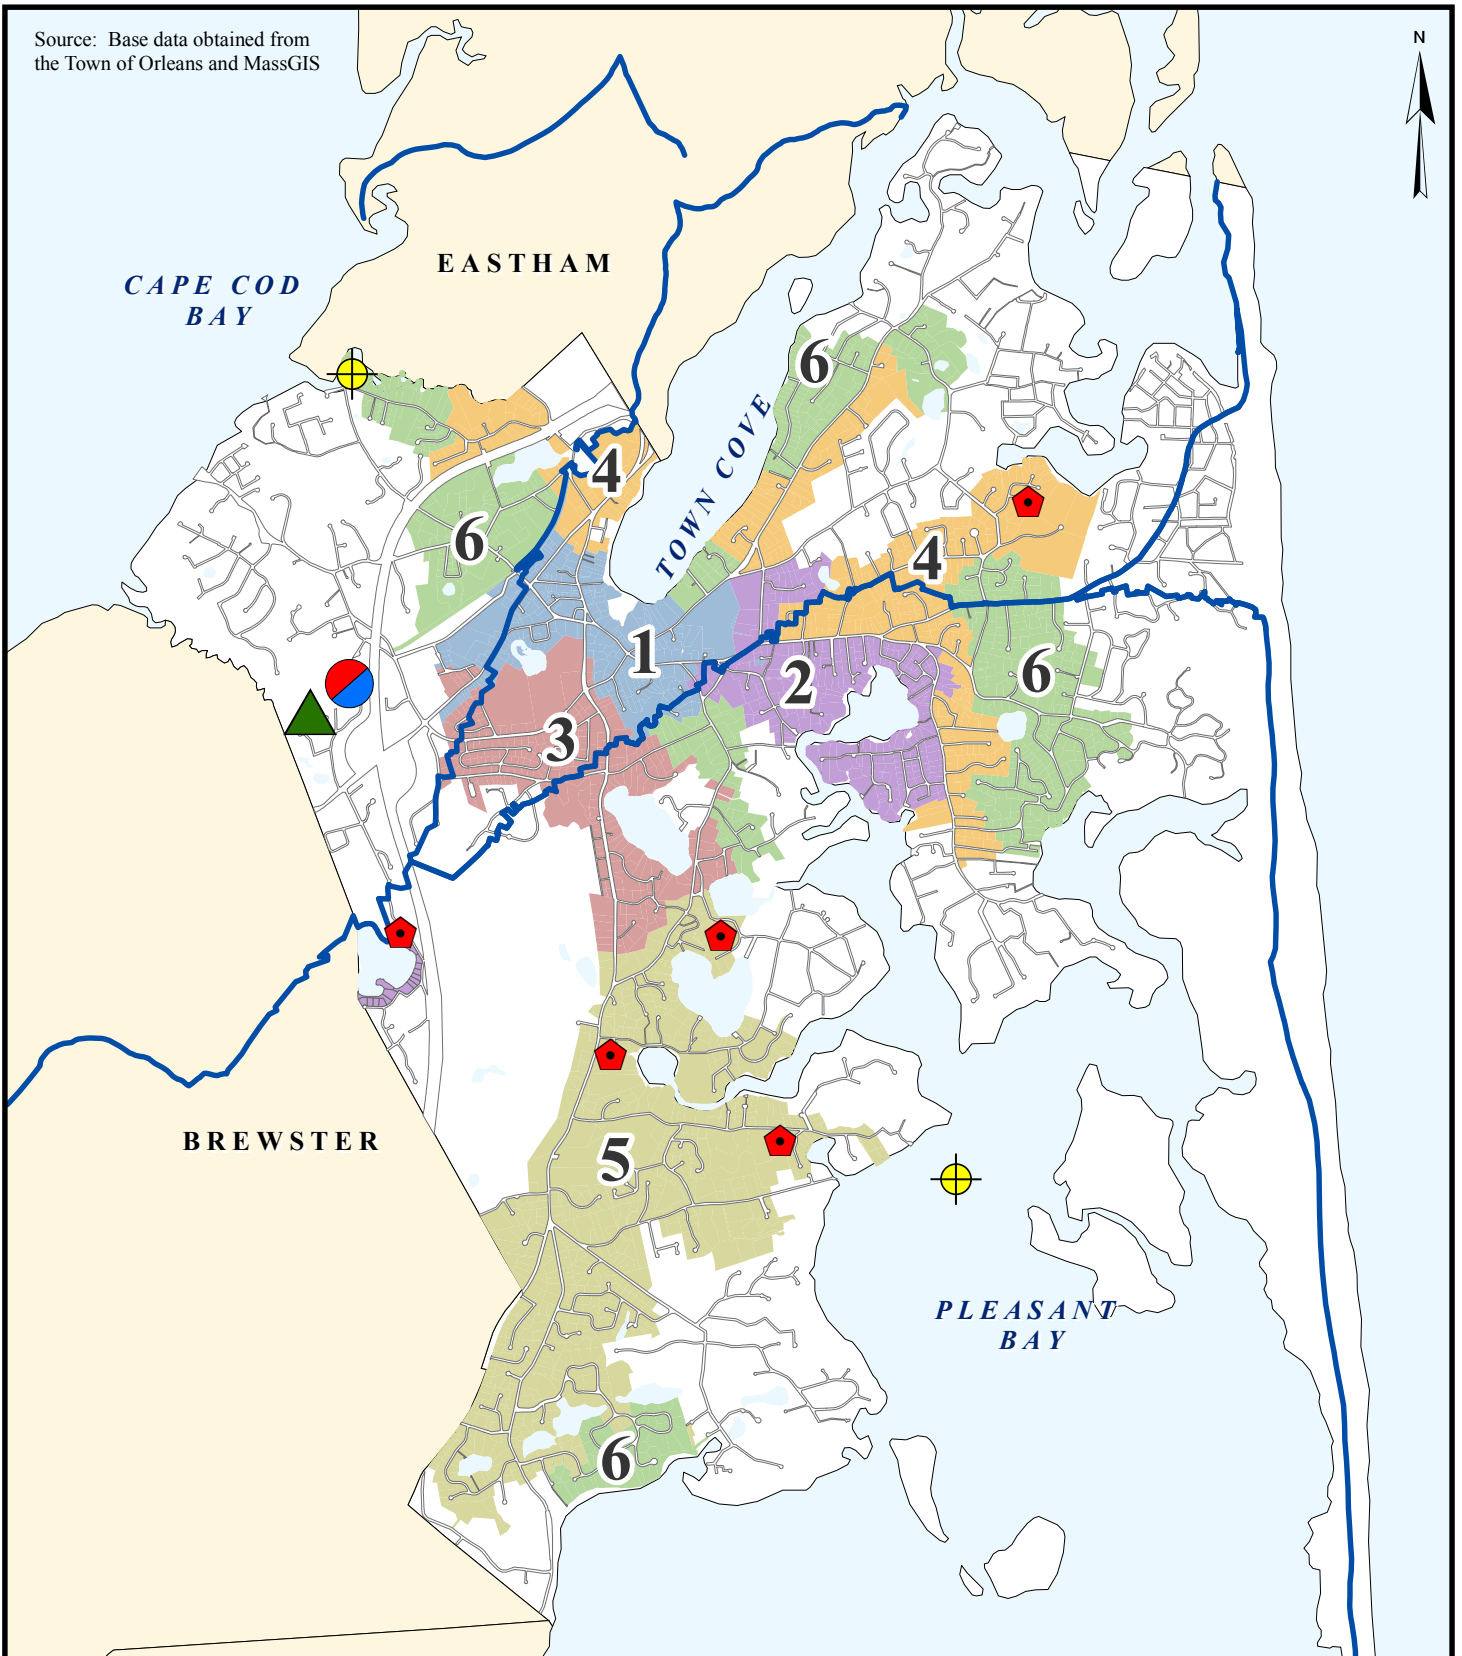 Source: Base data obtained from
the Town of Orleans and MassGIS
N
EASTHAM
CAPE COD
BAY
6
TOWN COVE
4
6
4
1
2
6
3
BREWSTER
5
PLEASANT
BAY
6